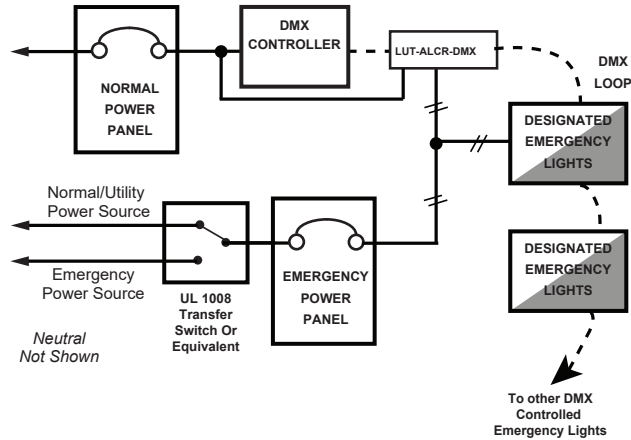 DMX
CONTROLLER
LUT-ALCR-DMX
DMX
LOOP
NORMAL
POWER
PANEL
DESIGNATED
EMERGENCY
LIGHTS
Normal/Utility
Power Source
Emergency
Power Source
UL 1008
Transfer
Switch Or
Equivalent
EMERGENCY
POWER
PANEL
DESIGNATED
EMERGENCY
LIGHTS
Neutral
Not Shown
To other DMX
Controlled
Emergency Lights